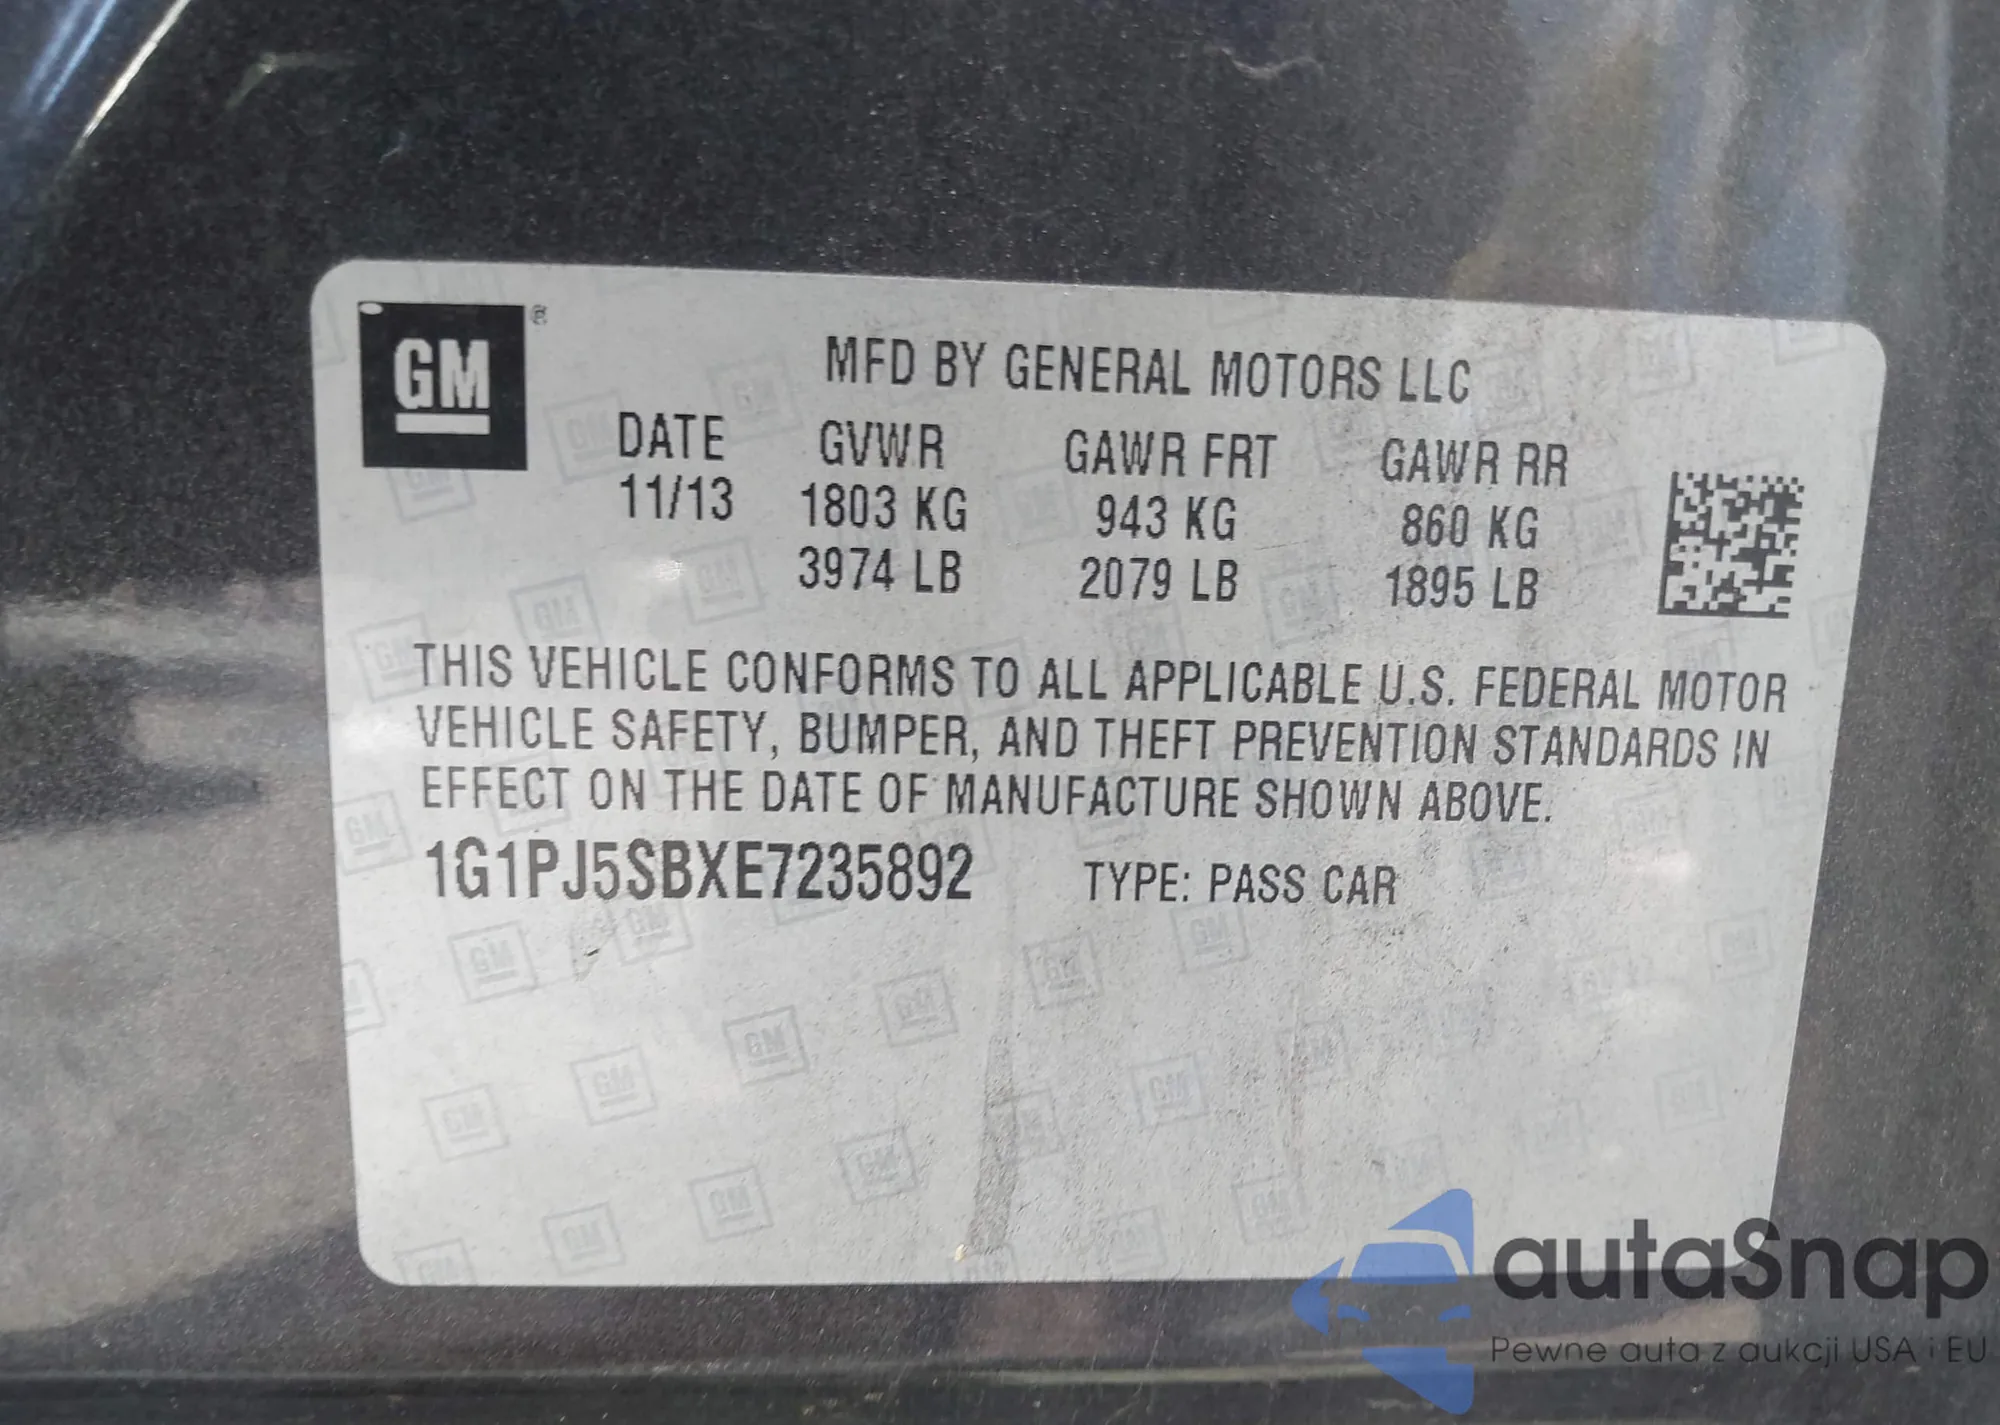 GM ®
MFD BY GENERAL MOTORS LLC
DATE GVWR GAWR FRT GAWR RR
11/13 1803 KG 943 KG 860 KG
3974 LB 2079 LB 1895 LB
THIS VEHICLE CONFORMS TO ALL APPLICABLE U.S. FEDERAL MOTOR
VEHICLE SAFETY, BUMPER, AND THEFT PREVENTION STANDARDS IN
EFFECT ON THE DATE OF MANUFACTURE SHOWN ABOVE.
1G1PJ5SBXE7235892 TYPE: PASS CAR
autaSnap
Pewne auta z aukcji USA i EU